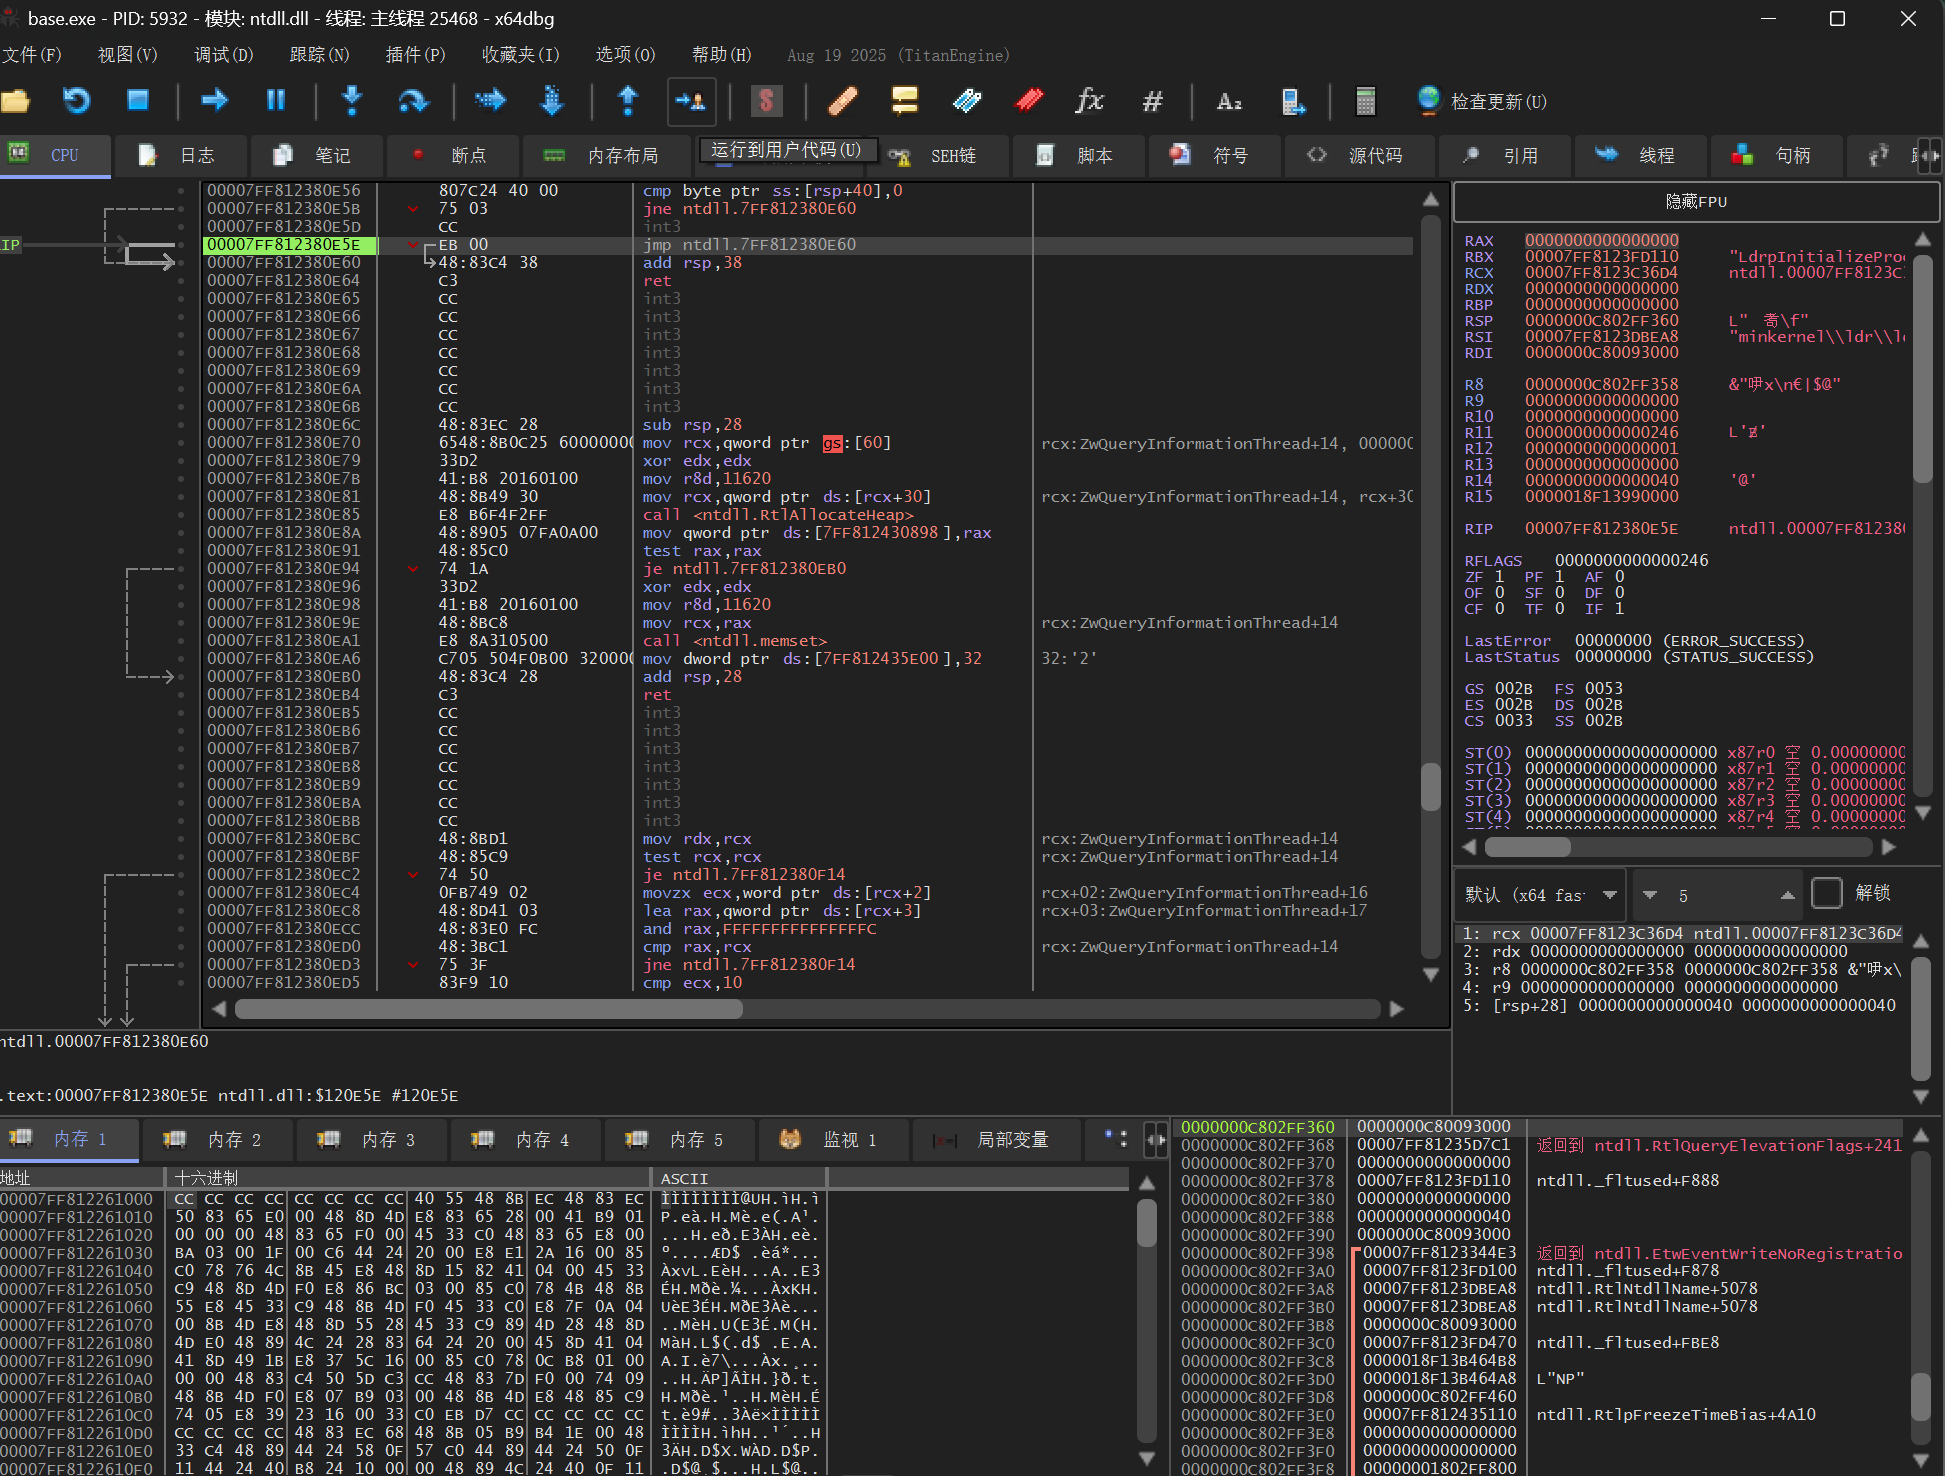 base.exe - PID: 5932 - 模块: ntdll.dll - 线程: 主线程 25468 - x64dbg
文件(F) 视图(V) 调试(D) 跟踪(N) 插件(P) 收藏夹(I) 选项(O) 帮助(H) Aug 19 2025 (TitanEngine)
检查更新(U)
CPU 日志 笔记 断点 内存布局 运行到用户代码(U) SEH链 脚本 符号 源代码 引用 线程 句柄
00007FF812380E56 807C24 40 00 cmp byte ptr ss:[rsp+40],0
00007FF812380E5B 75 03 jne ntdll.7FF812380E60
00007FF812380E5D CC int3
IP 00007FF812380E5E EB 00 jmp ntdll.7FF812380E60
00007FF812380E60 48:83C4 38 add rsp,38
00007FF812380E64 C3 ret
00007FF812380E65 CC int3
00007FF812380E66 CC int3
00007FF812380E67 CC int3
00007FF812380E68 CC int3
00007FF812380E69 CC int3
00007FF812380E6A CC int3
00007FF812380E6B CC int3
00007FF812380E6C 48:83EC 28 sub rsp,28
00007FF812380E70 6548:8B0C25 6000000 mov rcx,qword ptr gs:[60] rcx:ZwQueryInformationThread+14, 00000
00007FF812380E79 33D2 xor edx,edx
00007FF812380E7B 41:B8 20160100 mov r8d,11620
00007FF812380E81 48:8B49 30 mov rcx,qword ptr ds:[rcx+30] rcx:ZwQueryInformationThread+14, rcx+30
00007FF812380E85 E8 B6F4F2FF call <ntdll.RtlAllocateHeap>
00007FF812380E8A 48:8905 07FA0A00 mov qword ptr ds:[7FF812430898],rax
00007FF812380E91 48:85C0 test rax,rax
00007FF812380E94 74 1A je ntdll.7FF812380EB0
00007FF812380E96 33D2 xor edx,edx
00007FF812380E98 41:B8 20160100 mov r8d,11620
00007FF812380E9E 48:8BC8 mov rcx,rax rcx:ZwQueryInformationThread+14
00007FF812380EA1 E8 8A310500 call <ntdll.memset>
00007FF812380EA6 C705 504F0B00 32000 mov dword ptr ds:[7FF812435E00],32 32:'2'
00007FF812380EB0 48:83C4 28 add rsp,28
00007FF812380EB4 C3 ret
00007FF812380EB5 CC int3
00007FF812380EB6 CC int3
00007FF812380EB7 CC int3
00007FF812380EB8 CC int3
00007FF812380EB9 CC int3
00007FF812380EBA CC int3
00007FF812380EBB CC int3
00007FF812380EBC 48:8BD1 mov rdx,rcx rcx:ZwQueryInformationThread+14
00007FF812380EBF 48:85C9 test rcx,rcx rcx:ZwQueryInformationThread+14
00007FF812380EC2 74 50 je ntdll.7FF812380F14
00007FF812380EC4 0FB749 02 movzx ecx,word ptr ds:[rcx+2] rcx+02:ZwQueryInformationThread+16
00007FF812380EC8 48:8D41 03 lea rax,qword ptr ds:[rcx+3] rcx+03:ZwQueryInformationThread+17
00007FF812380ECC 48:83E0 FC and rax,FFFFFFFFFFFFFFFC
00007FF812380ED0 48:3BC1 cmp rax,rcx rcx:ZwQueryInformationThread+14
00007FF812380ED3 75 3F jne ntdll.7FF812380F14
00007FF812380ED5 83F9 10 cmp ecx,10
隐藏FPU
RAX 0000000000000000
RBX 00007FF8123FD110 "LdrpInitializePro
RCX 00007FF8123C36D4 ntdll.00007FF8123C
RDX 0000000000000000
RBP 0000000000000000
RSP 0000000C802FF360
RSI 00007FF8123DBEA8 "minkernel\\ldr\\l
RDI 0000000C80093000
R8 0000000C802FF358 &"咿x\n€|$@"
R9 0000000000000000
R10 0000000000000000
R11 0000000000000246
R12 0000000000000001
R13 0000000000000000
R14 0000000000000040 '@'
R15 0000018F13990000
RIP 00007FF812380E5E ntdll.00007FF812380
RFLAGS 0000000000000246
ZF 1 PF 1 AF 0
OF 0 SF 0 DF 0
CF 0 TF 0 IF 1
LastError 00000000 (ERROR_SUCCESS)
LastStatus 00000000 (STATUS_SUCCESS)
GS 002B FS 0053
ES 002B DS 002B
CS 0033 SS 002B
ST(0) 00000000000000000000 x87r0 空 0.00000000
ST(1) 00000000000000000000 x87r1 空 0.00000000
ST(2) 00000000000000000000 x87r2 空 0.00000000
ST(3) 00000000000000000000 x87r3 空 0.00000000
ST(4) 00000000000000000000 x87r4 空 0.00000000
默认 (x64 fas 5 解锁
1: rcx 00007FF8123C36D4 ntdll.00007FF8123C36D4
2: rdx 0000000000000000 0000000000000000
3: r8 0000000C802FF358 0000000C802FF358 &"咿x\
4: r9 0000000000000000 0000000000000000
5: [rsp+28] 0000000000000040 0000000000000040
ntdll.00007FF812380E60
.text:00007FF812380E5E ntdll.dll:$120E5E #120E5E
内存 1 内存 2 内存 3 内存 4 内存 5 监视 1 局部变量
地址 十六进制 ASCII
00007FF812261000 CC CC CC CC CC CC CC CC 40 55 48 8B EC 48 83 EC ÌÌÌÌÌÌÌÌ@UH.ìH.ì
00007FF812261010 50 83 65 E0 00 48 8D 4D E8 83 65 28 00 41 B9 01 P.eà.H.Mè.e(.A¹.
00007FF812261020 00 00 00 48 83 65 F0 00 45 33 C0 48 83 65 E8 00 ...H.eð.E3ÀH.eè.
00007FF812261030 BA 03 00 1F 00 C6 44 24 20 00 E8 E1 2A 16 00 85 º....ÆD$ .èá*...
00007FF812261040 C0 78 76 4C 8B 45 E8 48 8D 15 82 41 04 00 45 33 ÀxvL.EèH...A..E3
00007FF812261050 C9 48 8D 4D F0 E8 86 BC 03 00 85 C0 78 4B 48 8B ÉH.Mðè.¼...ÀxKH.
00007FF812261060 55 E8 45 33 C9 48 8B 4D F0 45 33 C0 E8 7F 0A 04 UèE3ÉH.MðE3Àè...
00007FF812261070 00 8B 4D E8 48 8D 55 28 45 33 C9 89 4D 28 48 8D ..MèH.U(E3É.M(H.
00007FF812261080 4D E0 48 89 4C 24 28 83 64 24 20 00 45 8D 41 04 MàH.L$(.d$ .E.A.
00007FF812261090 41 8D 49 1B E8 37 5C 16 00 85 C0 78 0C B8 01 00 A.I.è7\...Àx.¸..
00007FF8122610A0 00 00 48 83 C4 50 5D C3 CC 48 83 7D F0 00 74 09 ..H.ÄP]ÃÌH.}ð.t.
00007FF8122610B0 48 8B 4D F0 E8 07 B9 03 00 48 8B 4D E8 48 85 C9 H.Mðè.¹..H.MèH.É
00007FF8122610C0 74 05 E8 39 23 16 00 33 C0 EB D7 CC CC CC CC CC t.è9#..3Àë×ÌÌÌÌÌ
00007FF8122610D0 CC CC CC CC 48 83 EC 68 48 8B 05 B9 B4 1E 00 48 ÌÌÌÌH.ìhH..¹´..H
00007FF8122610E0 33 C4 48 89 44 24 58 0F 57 C0 44 89 44 24 50 0F 3ÄH.D$X.WÀD.D$P.
00007FF8122610F0 11 44 24 40 B8 24 10 00 00 48 89 4C 24 40 0F 11 .D$@¸$...H.L$@..
0000000C802FF360 0000000C80093000
0000000C802FF368 00007FF81235D7C1 返回到 ntdll.RtlQueryElevationFlags+241
0000000C802FF370 0000000000000000
0000000C802FF378 00007FF8123FD110 ntdll._fltused+F888
0000000C802FF380 0000000000000000
0000000C802FF388 0000000000000040
0000000C802FF390 0000000C80093000
0000000C802FF398 00007FF8123344E3 返回到 ntdll.EtwEventWriteNoRegistratio
0000000C802FF3A0 00007FF8123FD100 ntdll._fltused+F878
0000000C802FF3A8 00007FF8123DBEA8 ntdll.RtlNtdllName+5078
0000000C802FF3B0 00007FF8123DBEA8 ntdll.RtlNtdllName+5078
0000000C802FF3B8 0000000C80093000
0000000C802FF3C0 00007FF8123FD470 ntdll._fltused+FBE8
0000000C802FF3C8 0000018F13B464B8
0000000C802FF3D0 0000018F13B464A8 L"NP"
0000000C802FF3D8 0000000C802FF460
0000000C802FF3E0 00007FF812435110 ntdll.RtlpFreezeTimeBias+4A10
0000000C802FF3E8 0000000000000000
0000000C802FF3F0 0000000000000000
0000000C802FF3F8 00000001802FF800